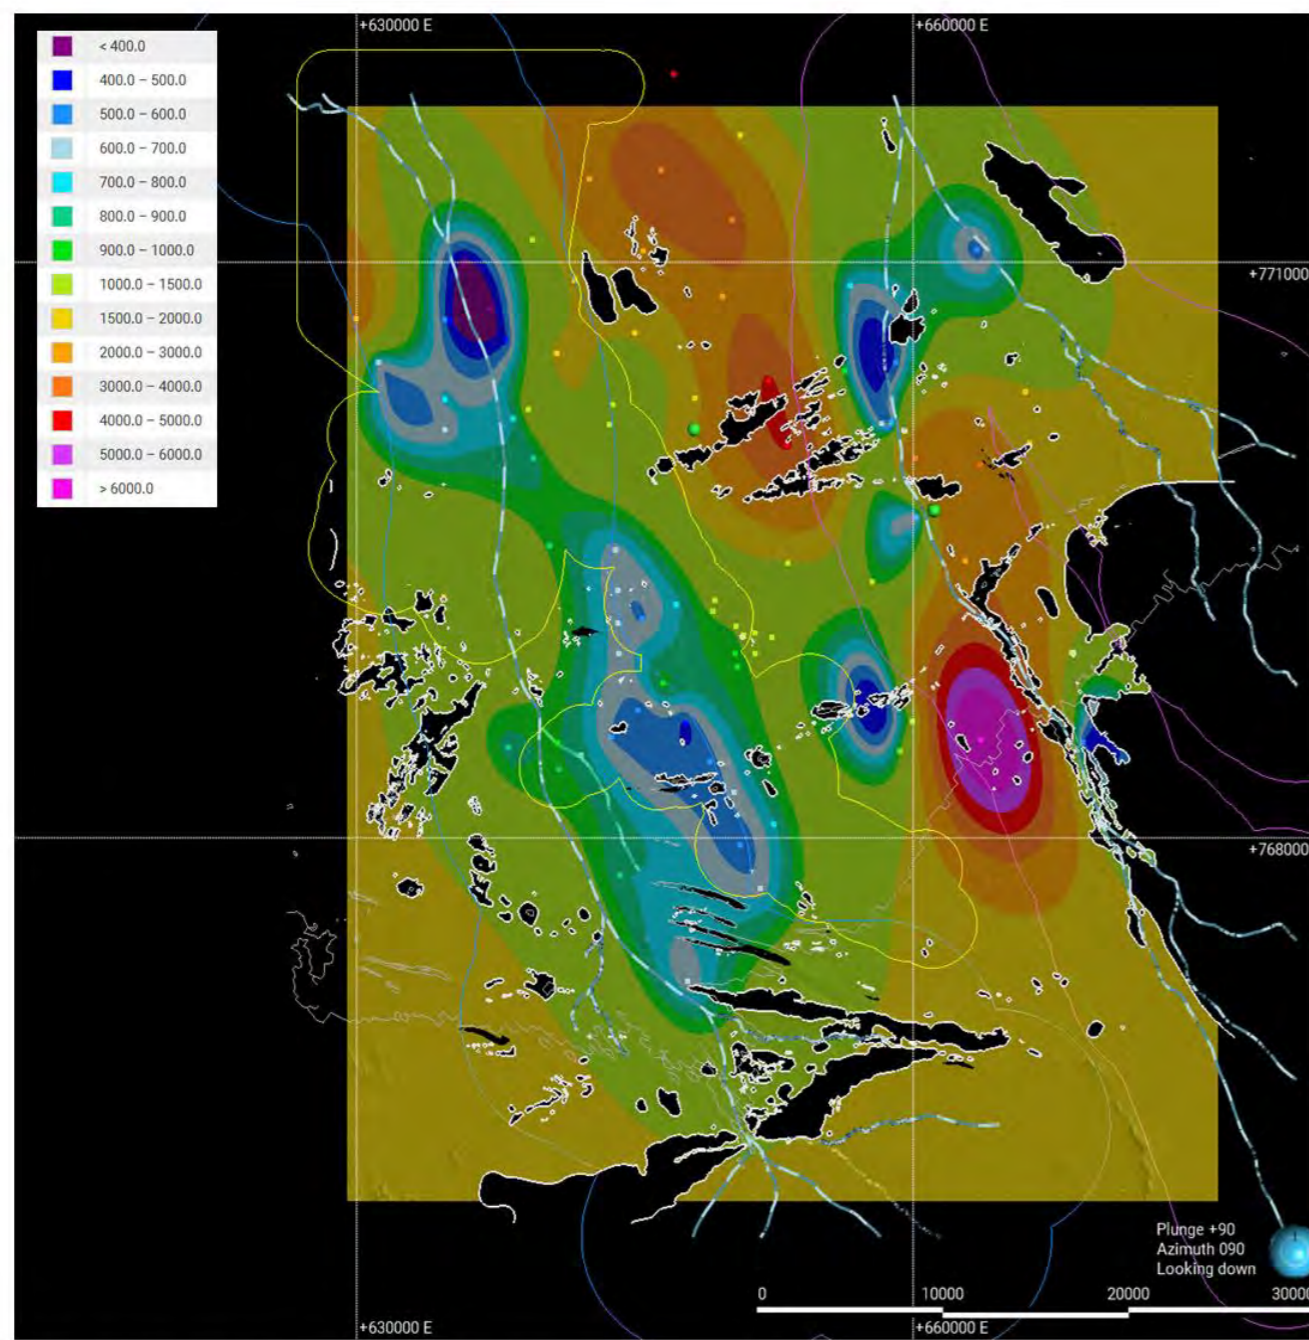 +630000 E
+660000 E
< 400.0
400.0 – 500.0
500.0 – 600.0
600.0 – 700.0
700.0 – 800.0
800.0 – 900.0
900.0 – 1000.0
1000.0 – 1500.0
1500.0 – 2000.0
2000.0 – 3000.0
3000.0 – 4000.0
4000.0 – 5000.0
5000.0 – 6000.0
> 6000.0
+771000
+768000
Plunge +90
Azimuth 090
Looking down
0 10000 20000 30000
+630000 E
+660000 E